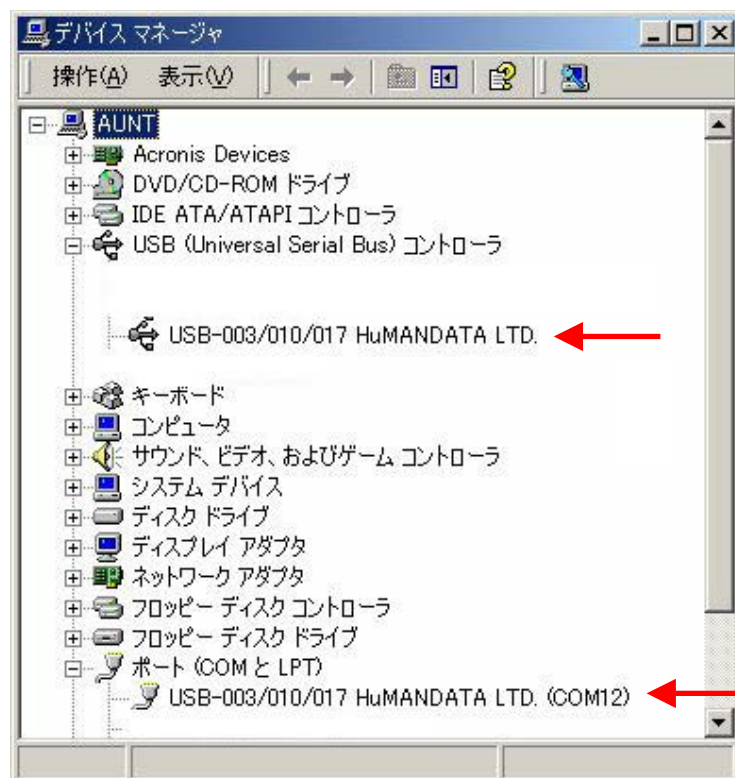 デバイス マネージャ
操作(A) 表示(V)
AUNT
Acronis Devices
DVD/CD-ROM ドライブ
IDE ATA/ATAPI コントローラ
USB (Universal Serial Bus) コントローラ
USB-003/010/017 HuMANDATA LTD.
キーボード
コンピュータ
サウンド、ビデオ、およびゲーム コントローラ
システム デバイス
ディスク ドライブ
ディスプレイ アダプタ
ネットワーク アダプタ
フロッピー ディスク コントローラ
フロッピー ディスク ドライブ
ポート (COM と LPT)
USB-003/010/017 HuMANDATA LTD. (COM12)